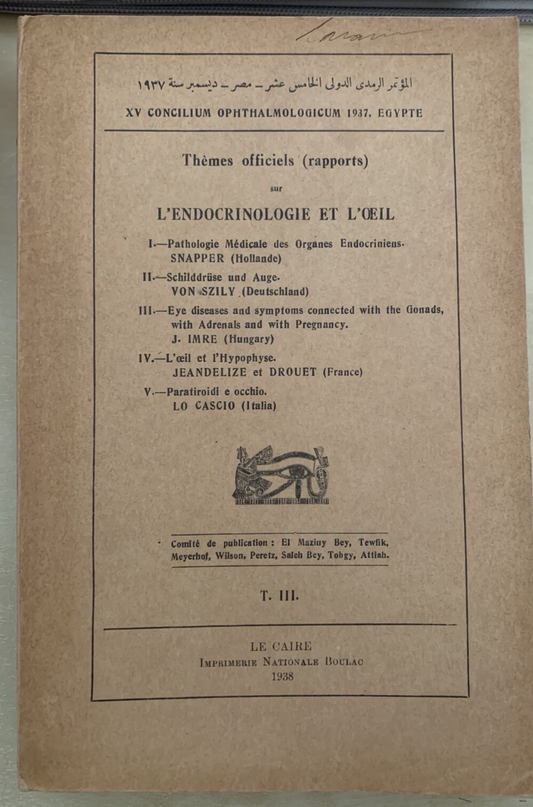 المؤتمر الرمدى الدولى الخامس عشر ــ مصر ــ ديسمبر سنة ١٩٣٧
XV CONCILIUM OPHTHALMOLOGICUM 1937. EGYPTE
Thèmes officiels (rapports)
sur
L'ENDOCRINOLOGIE ET L'ŒIL
I.—Pathologie Médicale des Organes Endocriniens.
SNAPPER (Hollande)
II.—Schilddrüse und Auge.
VON SZILY (Deutschland)
III.—Eye diseases and symptoms connected with the Gonads,
with Adrenals and with Pregnancy.
J. IMRE (Hungary)
IV.—L'œil et l'Hypophyse.
JEANDELIZE et DROUET (France)
V.—Paratiroidi e occhio.
LO CASCIO (Italia)
Comité de publication : El Maziny Bey, Tewfik,
Meyerhof, Wilson, Peretz, Saleh Bey, Tobgy, Attiah.
T. III.
LE CAIRE
IMPRIMERIE NATIONALE BOULAC
1938